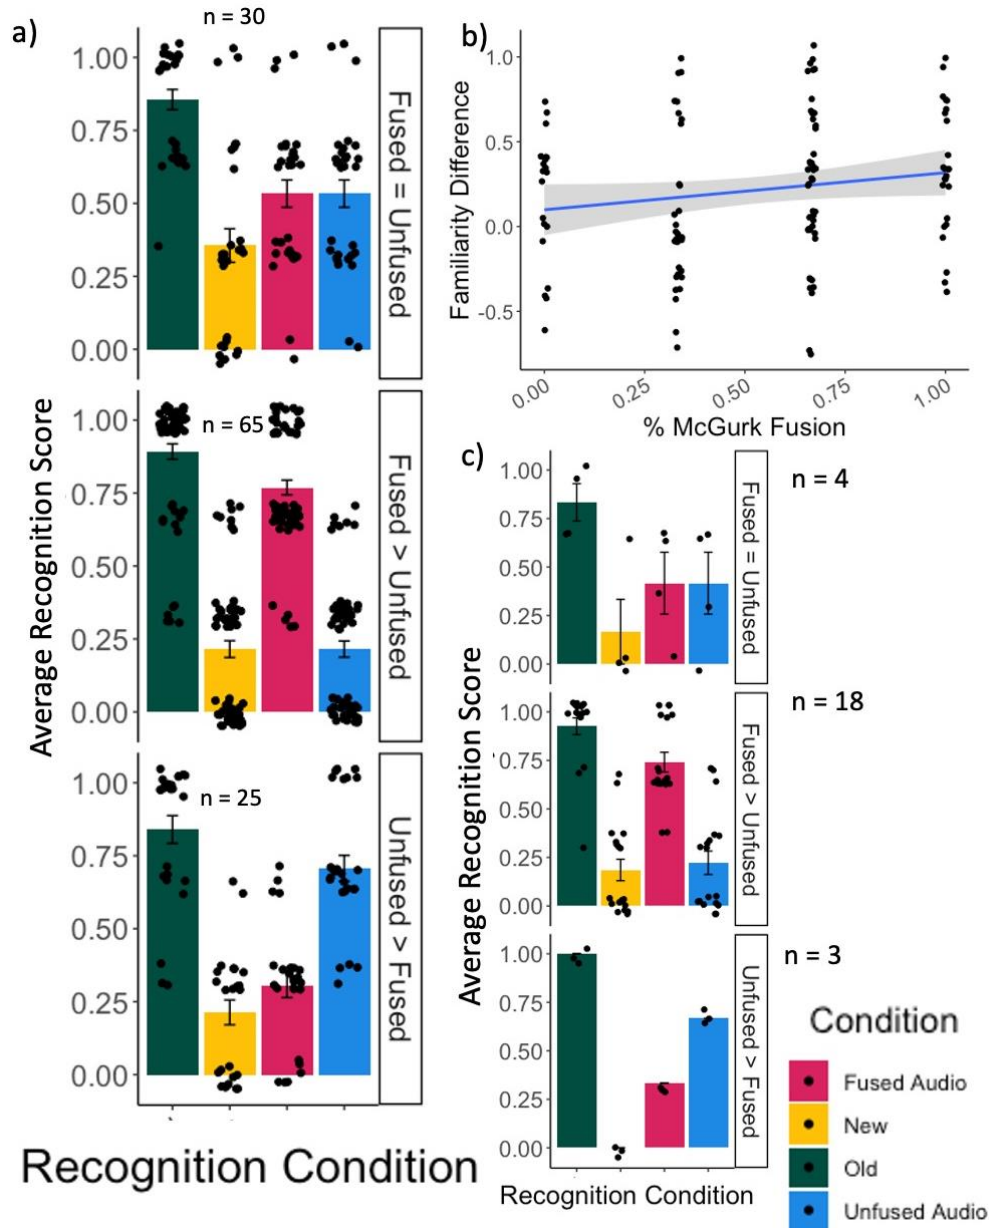 a)
n = 30
1.00
0.75
0.50
0.25
0.00
Fused = Unfused
Average Recognition Score
n = 65
1.00
0.75
0.50
0.25
0.00
Fused > Unfused
n = 25
1.00
0.75
0.50
0.25
0.00
Unfused > Fused
Recognition Condition
b)
Familiarity Difference
1.0
0.5
0.0
-0.5
0.00
0.25
0.50
0.75
1.00
% McGurk Fusion
c)
n = 4
1.00
0.75
0.50
0.25
0.00
Fused = Unfused
Average Recognition Score
n = 18
1.00
0.75
0.50
0.25
0.00
Fused > Unfused
n = 3
1.00
0.75
0.50
0.25
0.00
Unfused > Fused
Recognition Condition
Condition
Fused Audio
New
Old
Unfused Audio